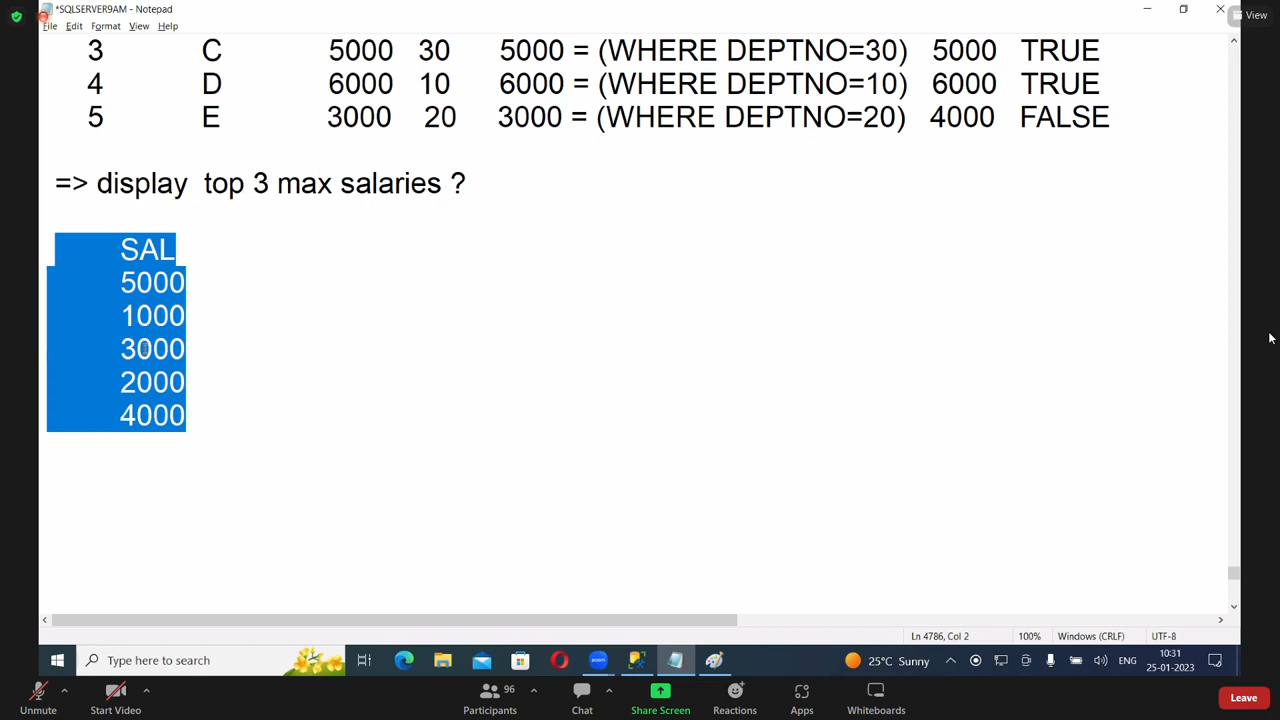 *SQLSERVER9AM - Notepad
View
File Edit Format View Help
3 C 5000 30 5000 = (WHERE DEPTNO=30) 5000 TRUE
4 D 6000 10 6000 = (WHERE DEPTNO=10) 6000 TRUE
5 E 3000 20 3000 = (WHERE DEPTNO=20) 4000 FALSE
=> display top 3 max salaries ?
SAL
5000
1000
3000
2000
4000
Ln 4786, Col 2 100% Windows (CRLF) UTF-8
Type here to search
zoom
25°C Sunny
ENG
10:31
25-01-2023
96
Unmute Start Video Participants Chat Share Screen Reactions Apps Whiteboards Leave